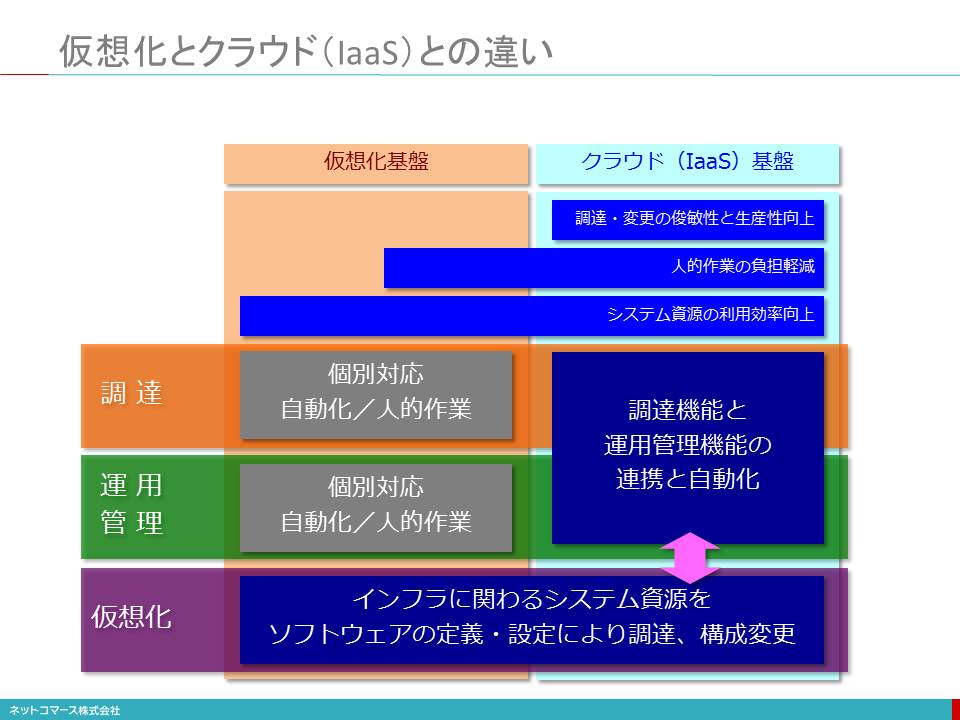 仮想化とクラウド（IaaS）との違い
仮想化基盤
クラウド（IaaS）基盤
調達・変更の俊敏性と生産性向上
人的作業の負担軽減
システム資源の利用効率向上
調 達
個別対応
自動化／人的作業
調達機能と
運用管理機能の
連携と自動化
運 用
管 理
個別対応
自動化／人的作業
仮想化
インフラに関わるシステム資源を
ソフトウェアの定義・設定により調達、構成変更
ネットコマース株式会社